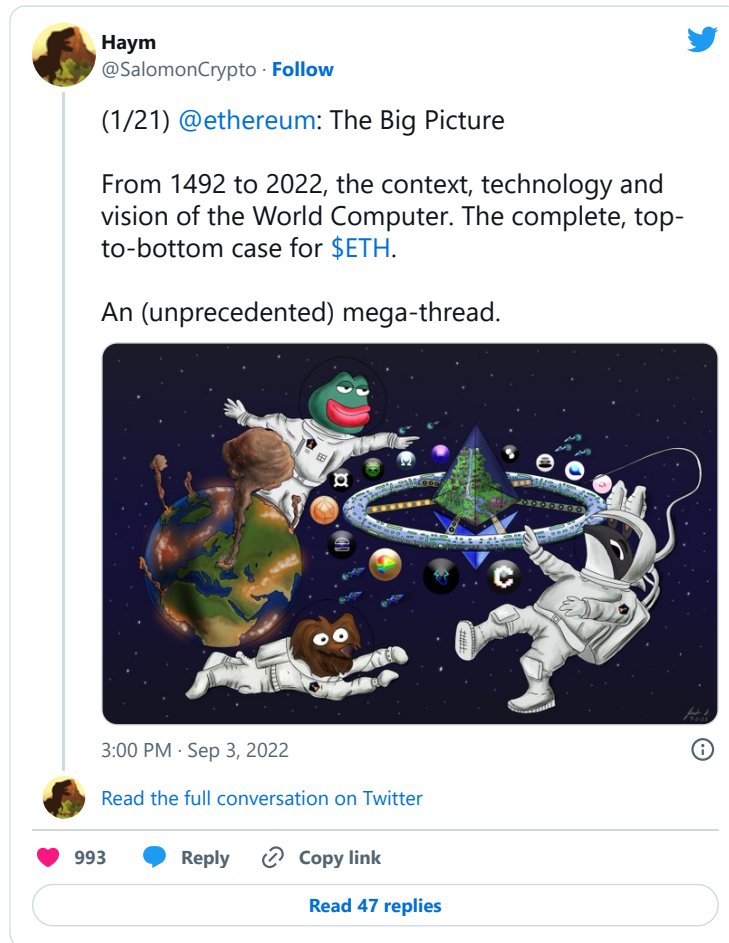 Haym
@SalomonCrypto · Follow
(1/21) @ethereum: The Big Picture
From 1492 to 2022, the context, technology and
vision of the World Computer. The complete, top-
to-bottom case for $ETH.
An (unprecedented) mega-thread.
3:00 PM · Sep 3, 2022
Read the full conversation on Twitter
993 Reply Copy link
Read 47 replies